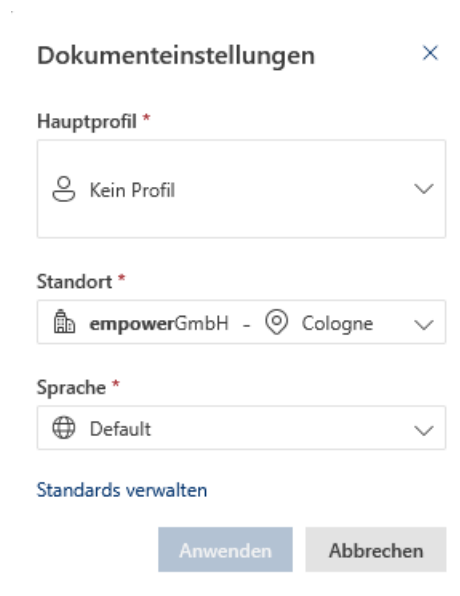 Dokumenteinstellungen
Hauptprofil *
Kein Profil
Standort *
empowerGmbH - Cologne
Sprache *
Default
Standards verwalten
Anwenden Abbrechen